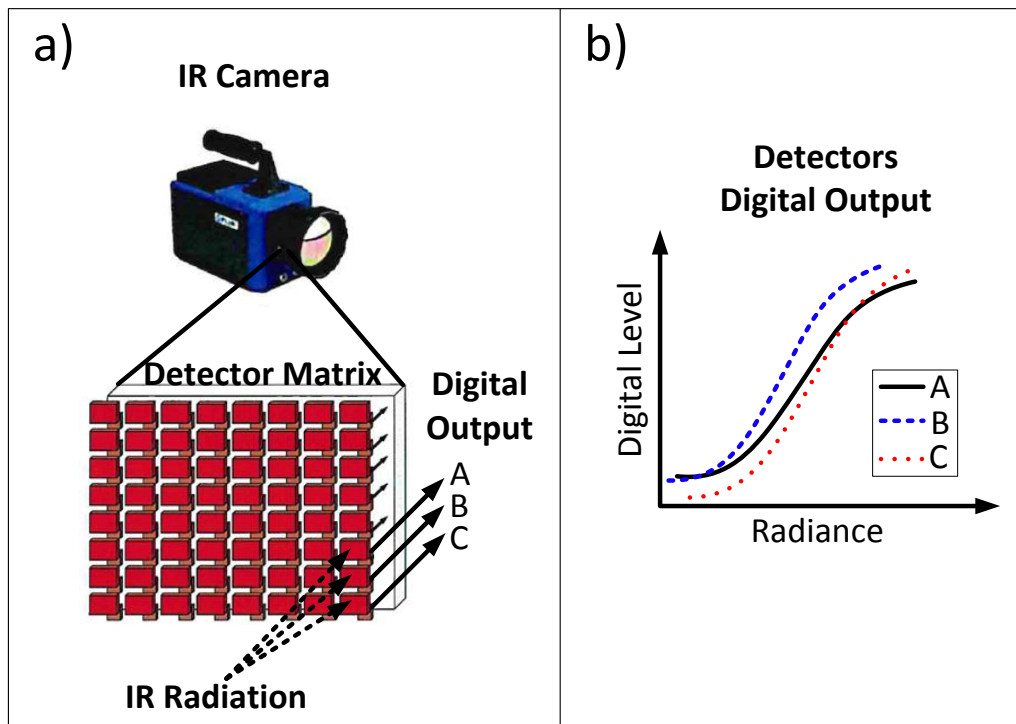 a)
IR Camera
Detector Matrix
Digital
Output
A
B
C
IR Radiation
b)
Detectors
Digital Output
Digital Level
A
B
C
Radiance